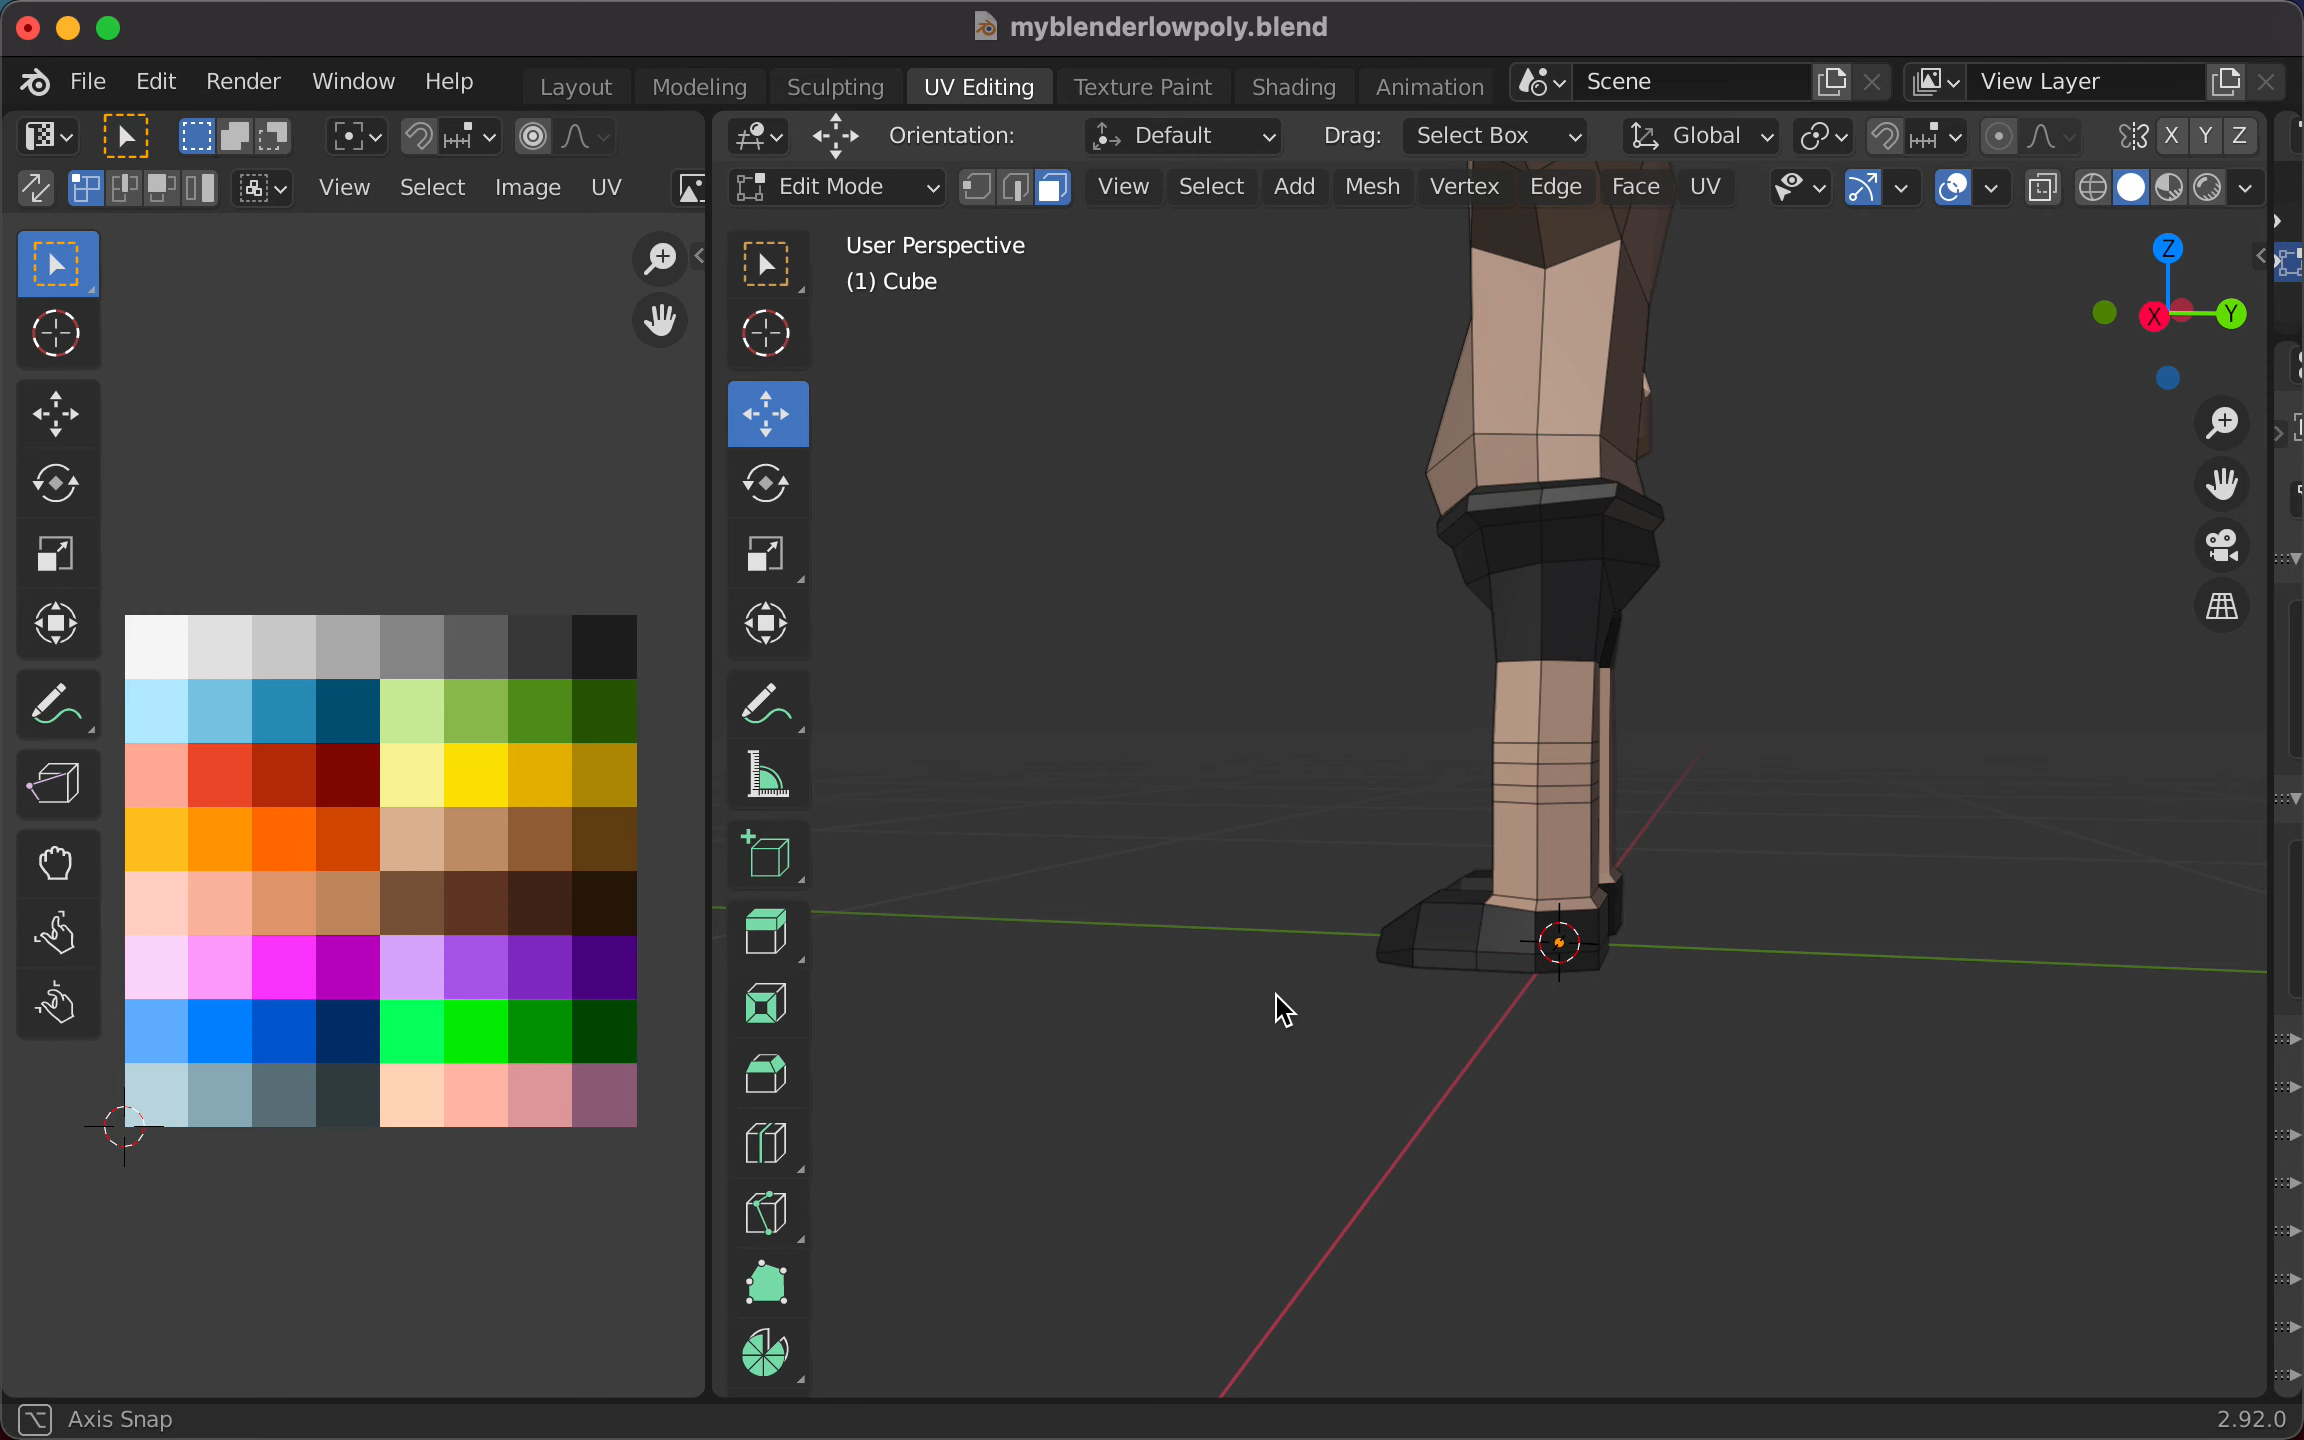 myblenderlowpoly.blend
File Edit Render Window Help Layout Modeling Sculpting UV Editing Texture Paint Shading Animation Scene View Layer
Orientation: Default Drag: Select Box Global X Y Z
View Select Image UV Edit Mode View Select Add Mesh Vertex Edge Face UV
User Perspective
(1) Cube
Z
X Y
Axis Snap 2.92.0